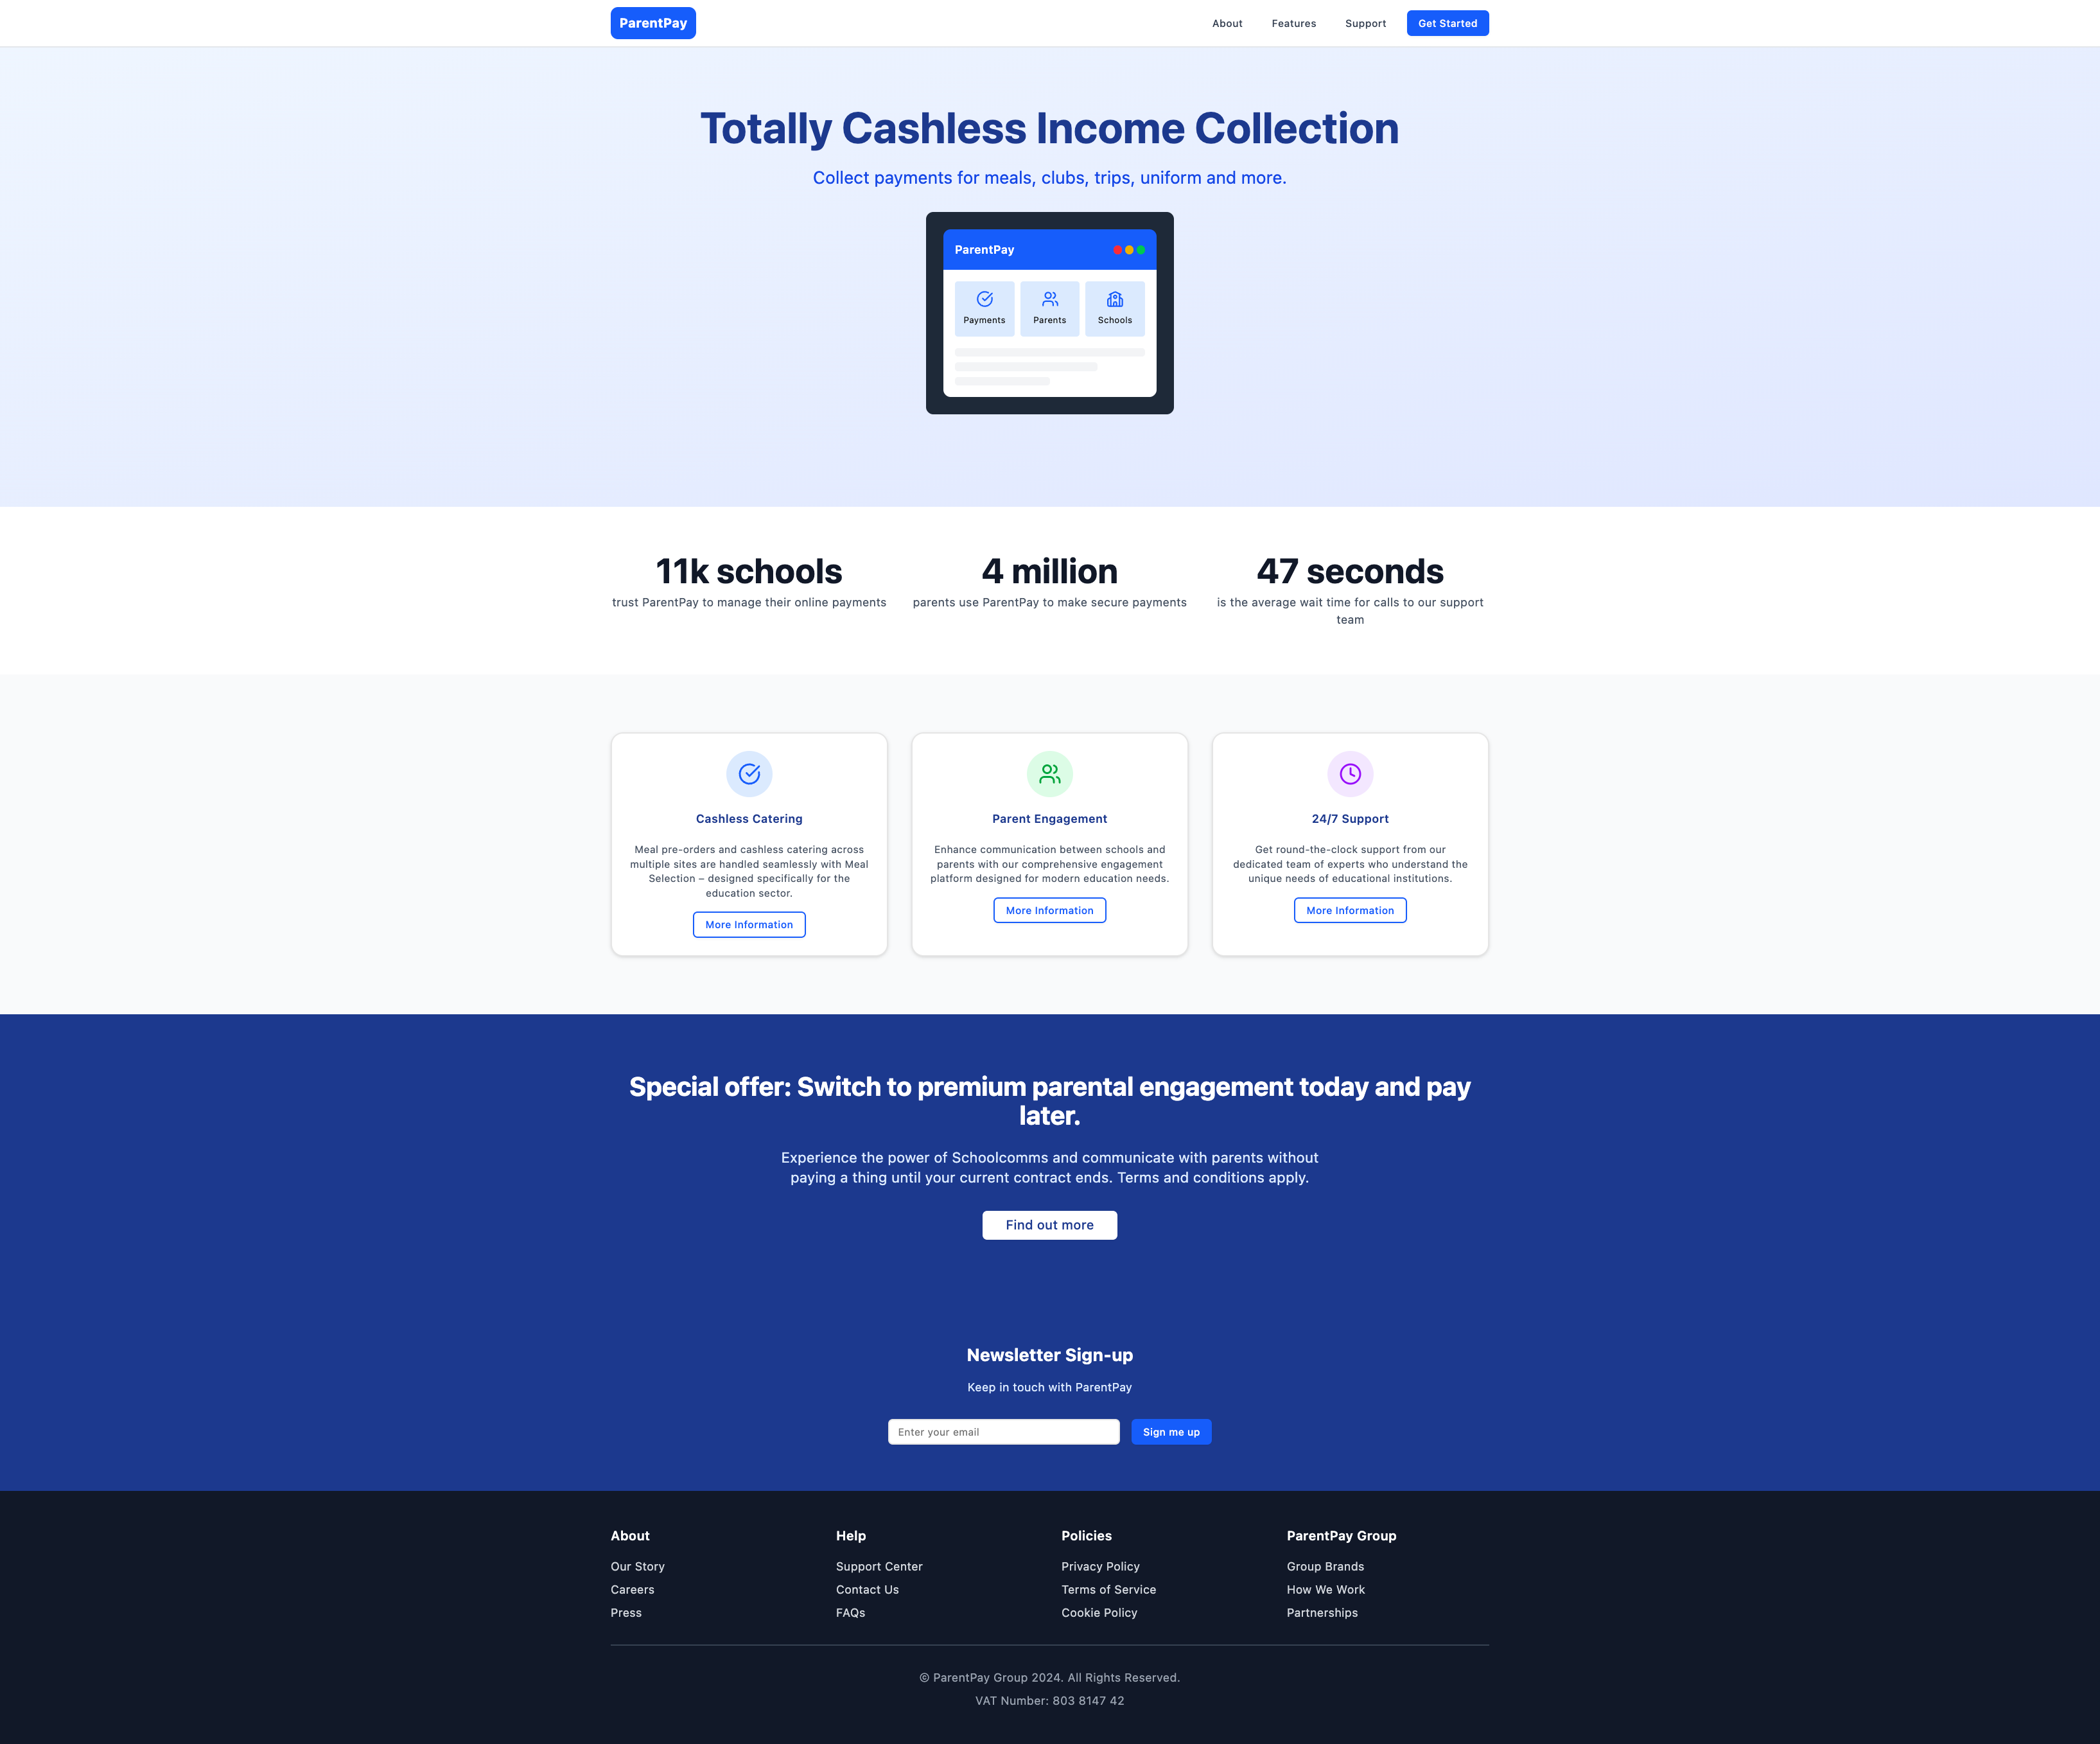 ParentPay
About
Features
Support
Get Started
Totally Cashless Income Collection
Collect payments for meals, clubs, trips, uniform and more.
ParentPay
Payments
Parents
Schools
11k schools
trust ParentPay to manage their online payments
4 million
parents use ParentPay to make secure payments
47 seconds
is the average wait time for calls to our support
team
Cashless Catering
Meal pre-orders and cashless catering across
multiple sites are handled seamlessly with Meal
Selection – designed specifically for the
education sector.
More Information
Parent Engagement
Enhance communication between schools and
parents with our comprehensive engagement
platform designed for modern education needs.
More Information
24/7 Support
Get round-the-clock support from our
dedicated team of experts who understand the
unique needs of educational institutions.
More Information
Special offer: Switch to premium parental engagement today and pay
later.
Experience the power of Schoolcomms and communicate with parents without
paying a thing until your current contract ends. Terms and conditions apply.
Find out more
Newsletter Sign-up
Keep in touch with ParentPay
Enter your email
Sign me up
About
Our Story
Careers
Press
Help
Support Center
Contact Us
FAQs
Policies
Privacy Policy
Terms of Service
Cookie Policy
ParentPay Group
Group Brands
How We Work
Partnerships
© ParentPay Group 2024. All Rights Reserved.
VAT Number: 803 8147 42